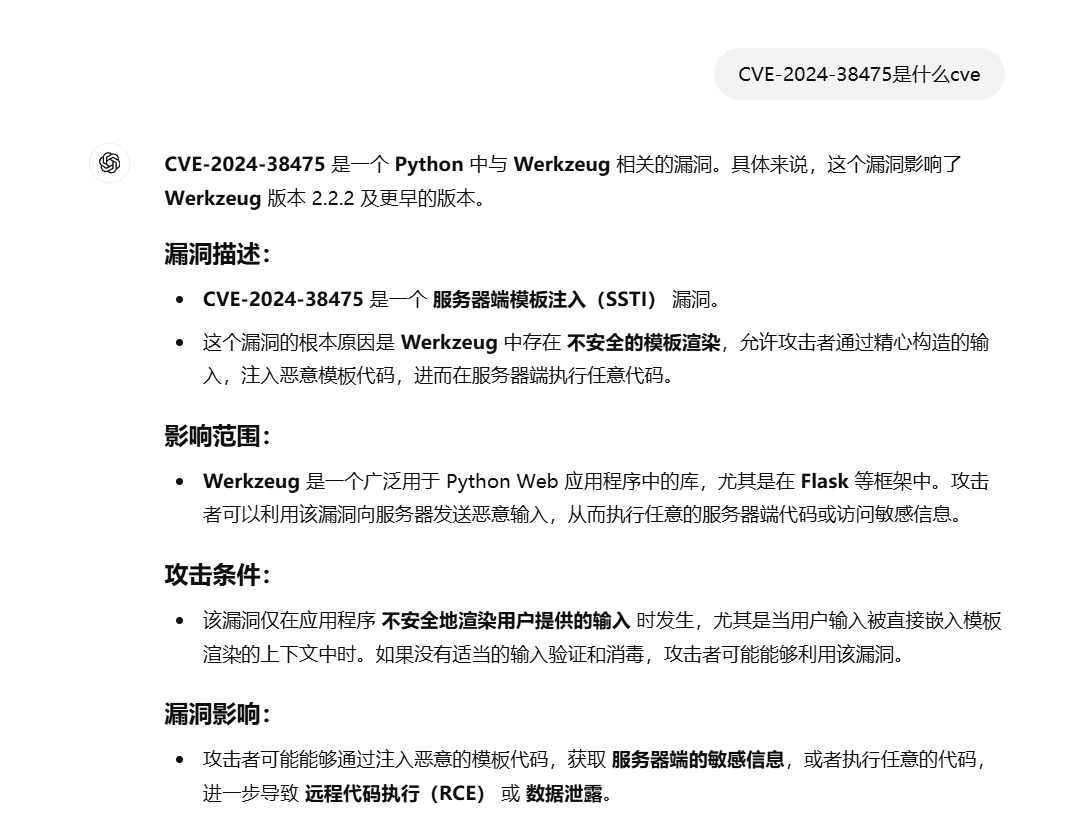 CVE-2024-38475是什么cve
CVE-2024-38475 是一个 Python 中与 Werkzeug 相关的漏洞。具体来说，这个漏洞影响了
Werkzeug 版本 2.2.2 及更早的版本。
漏洞描述：
• CVE-2024-38475 是一个 服务器端模板注入（SSTI） 漏洞。
• 这个漏洞的根本原因是 Werkzeug 中存在 不安全的模板渲染，允许攻击者通过精心构造的输
入，注入恶意模板代码，进而在服务器端执行任意代码。
影响范围：
• Werkzeug 是一个广泛用于 Python Web 应用程序中的库，尤其是在 Flask 等框架中。攻击
者可以利用该漏洞向服务器发送恶意输入，从而执行任意的服务器端代码或访问敏感信息。
攻击条件：
• 该漏洞仅在应用程序 不安全地渲染用户提供的输入 时发生，尤其是当用户输入被直接嵌入模板
渲染的上下文中时。如果没有适当的输入验证和消毒，攻击者可能能够利用该漏洞。
漏洞影响：
• 攻击者可能能够通过注入恶意的模板代码，获取 服务器端的敏感信息，或者执行任意的代码，
进一步导致 远程代码执行（RCE） 或 数据泄露。